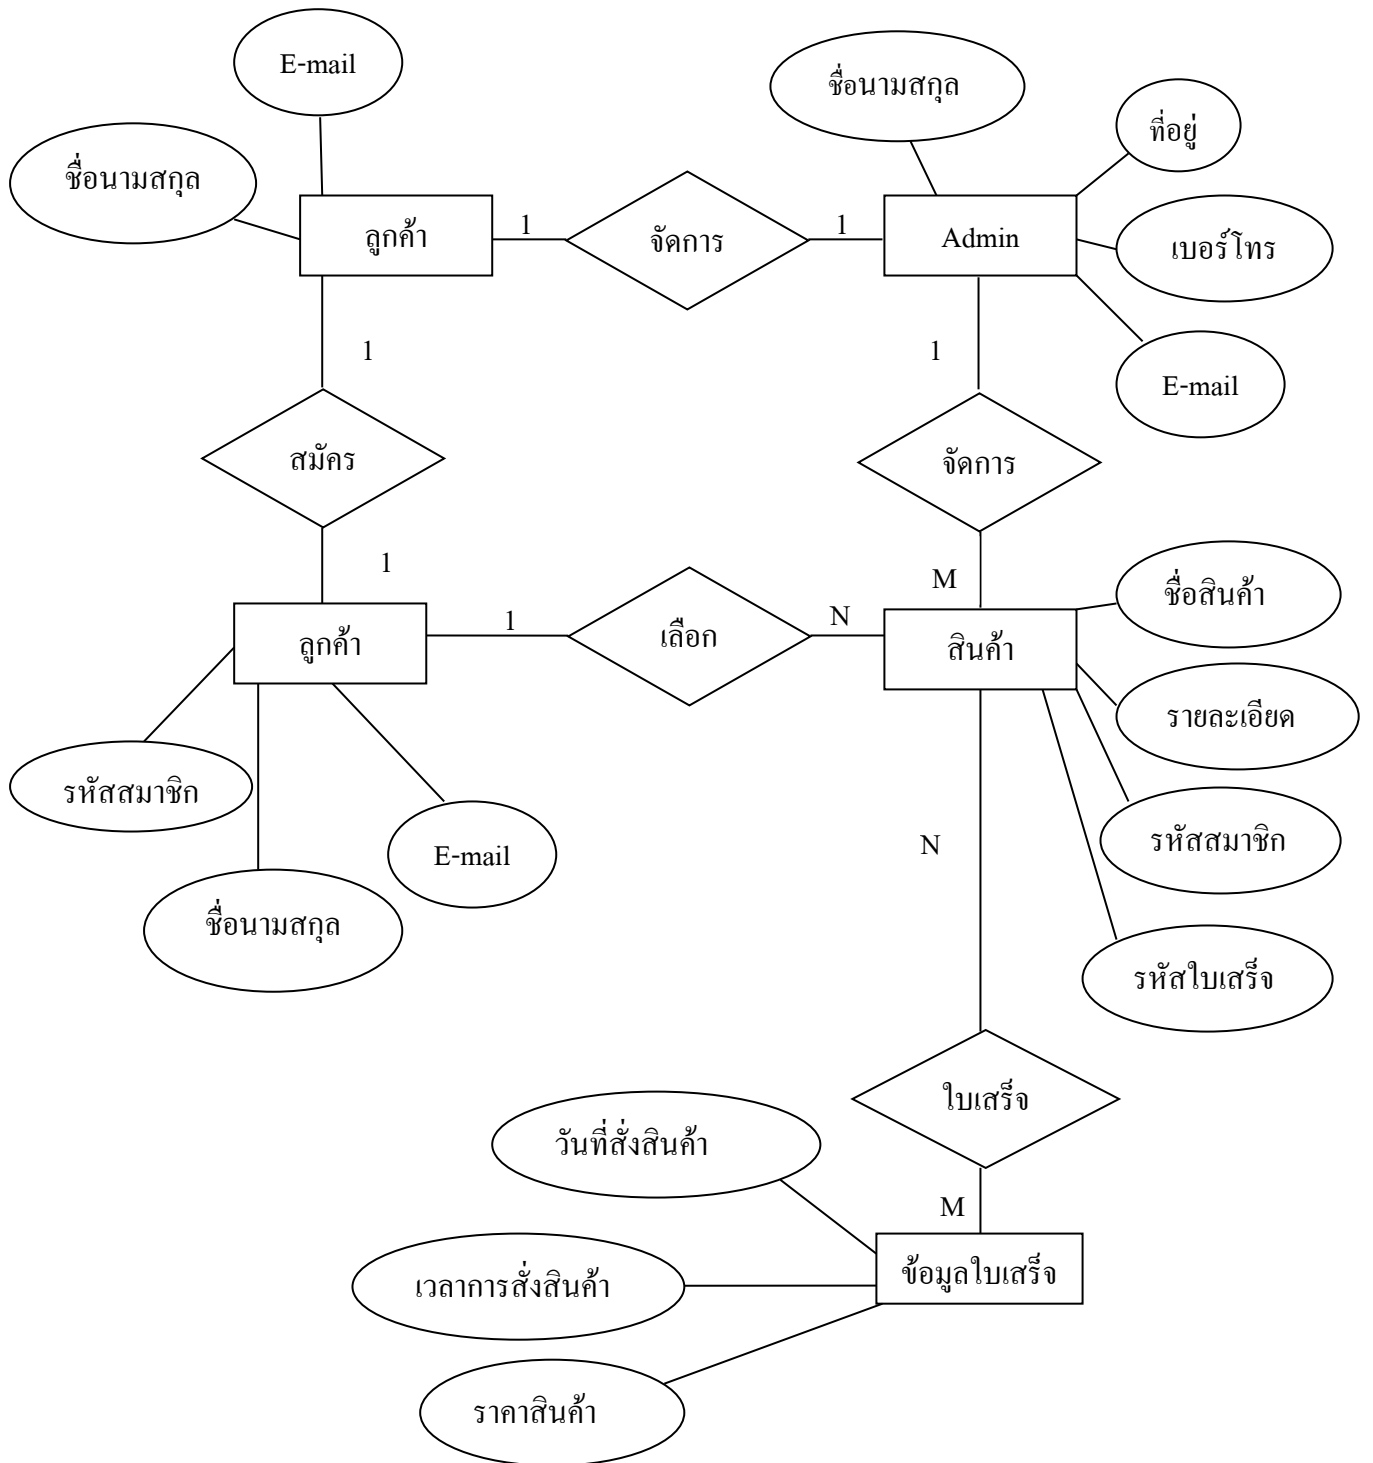 E-mail
ชื่อนามสกุล
ที่อยู่
ชื่อนามสกุล
ลูกค้า
1
จัดการ
1
Admin
เบอร์โทร
1
1
E-mail
สมัคร
จัดการ
1
M
ชื่อสินค้า
ลูกค้า
1
เลือก
N
สินค้า
รายละเอียด
รหัสสมาชิก
N
รหัสสมาชิก
E-mail
ชื่อนามสกุล
รหัสใบเสร็จ
ใบเสร็จ
วันที่สั่งสินค้า
M
เวลาการสั่งสินค้า
ข้อมูลใบเสร็จ
ราคาสินค้า